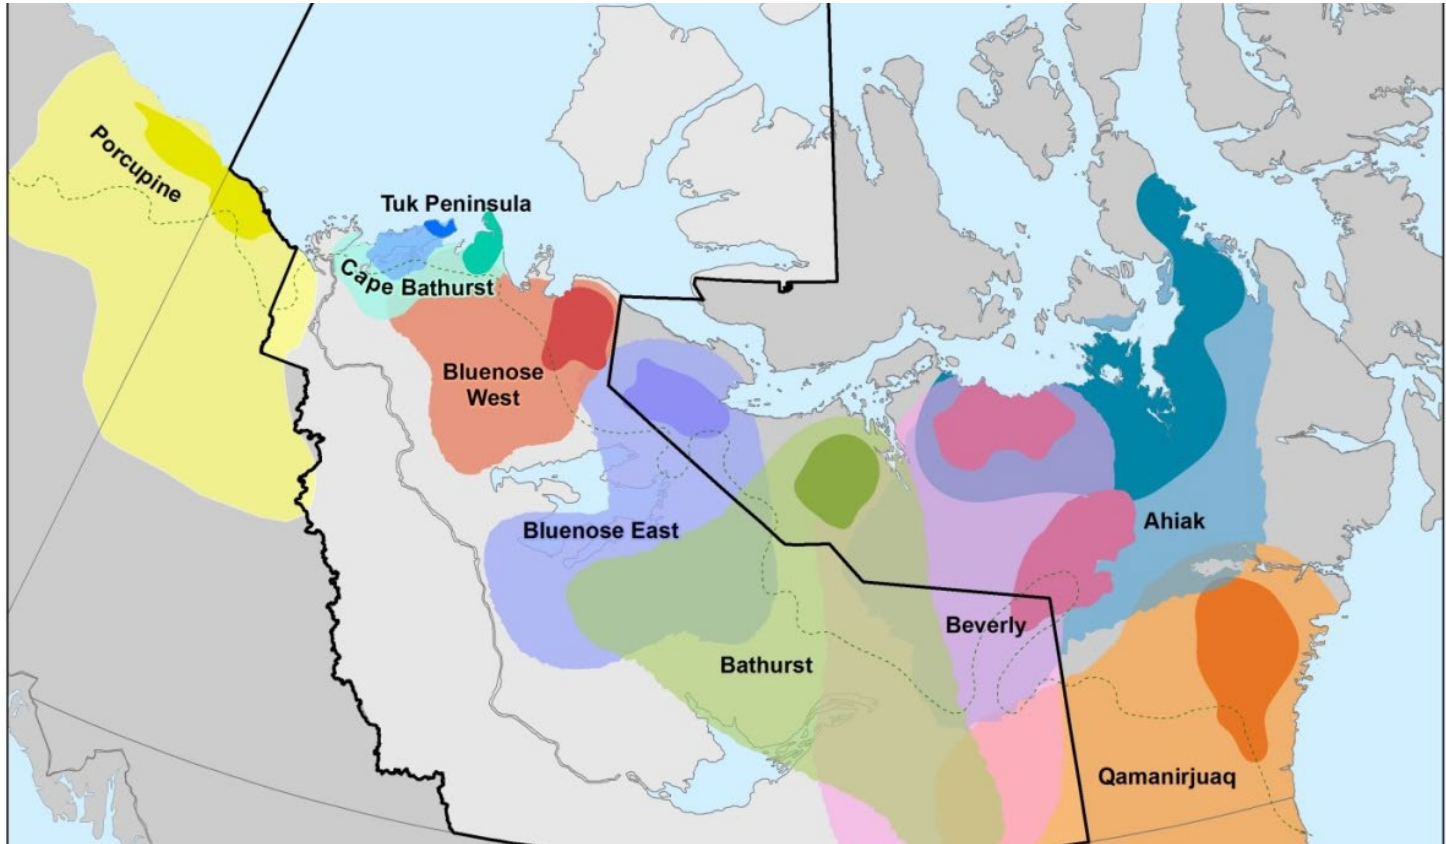 Porcupine
Tuk Peninsula
Cape Bathurst
Bluenose
West
Bluenose East
Bathurst
Beverly
Ahiak
Qamanirjuaq